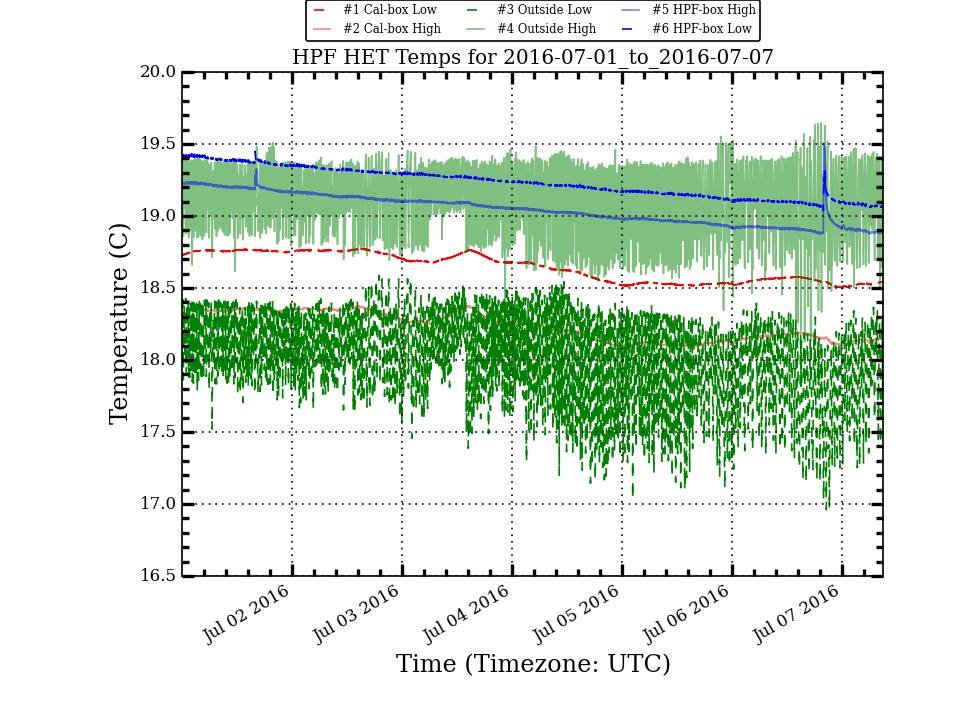 #1 Cal-box Low #3 Outside Low #5 HPF-box High
#2 Cal-box High #4 Outside High #6 HPF-box Low
HPF HET Temps for 2016-07-01_to_2016-07-07
20.0
19.5
19.0
18.5
18.0
17.5
17.0
16.5
Temperature (C)
Jul 02 2016 Jul 03 2016 Jul 04 2016 Jul 05 2016 Jul 06 2016 Jul 07 2016
Time (Timezone: UTC)